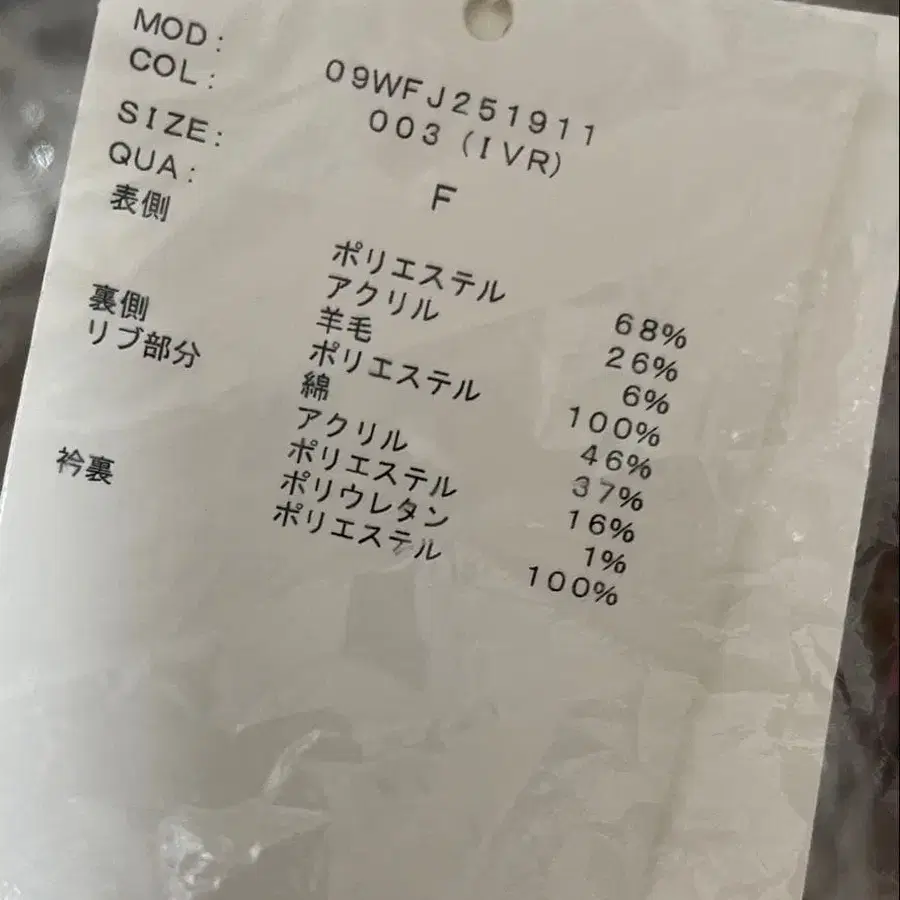 MOD: 09WFJ251911
COL: 003(IVR)
SIZE: F
QUA:
表側 ポリエステル 68%
アクリル 26%
羊毛 6%
裏側 ポリエステル 100%
リブ部分 綿 46%
アクリル 37%
ポリエステル 16%
ポリウレタン 1%
衿裏 ポリエステル 100%